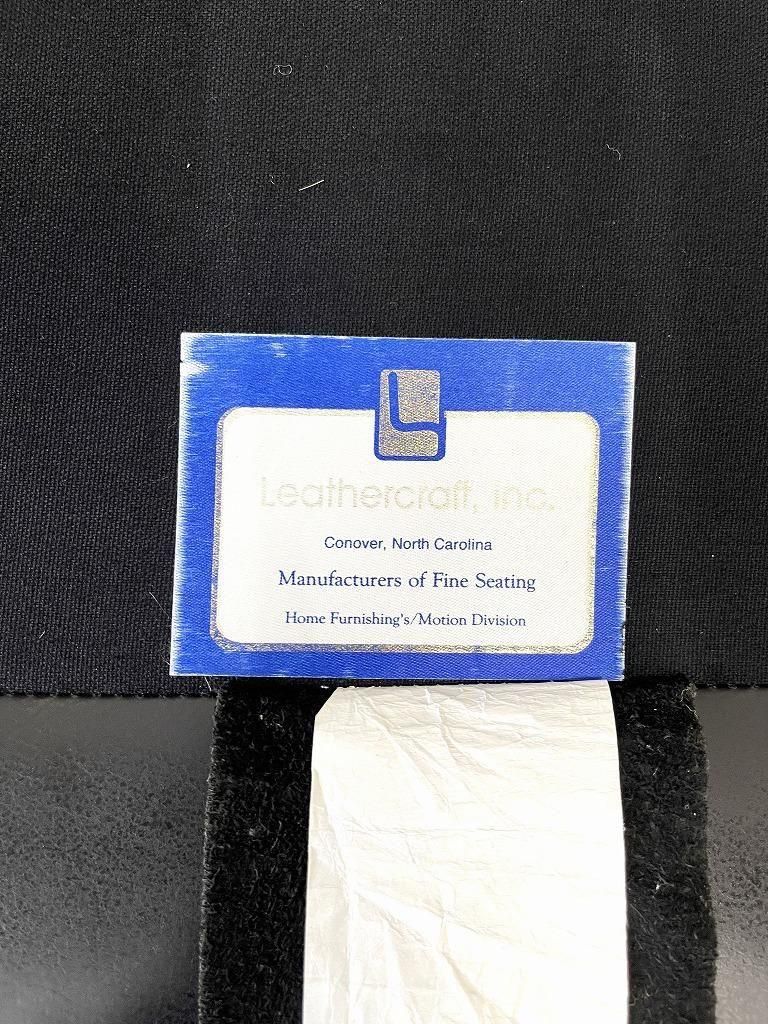 Leathercraft, inc.
Conover, North Carolina
Manufacturers of Fine Seating
Home Furnishing's/Motion Division